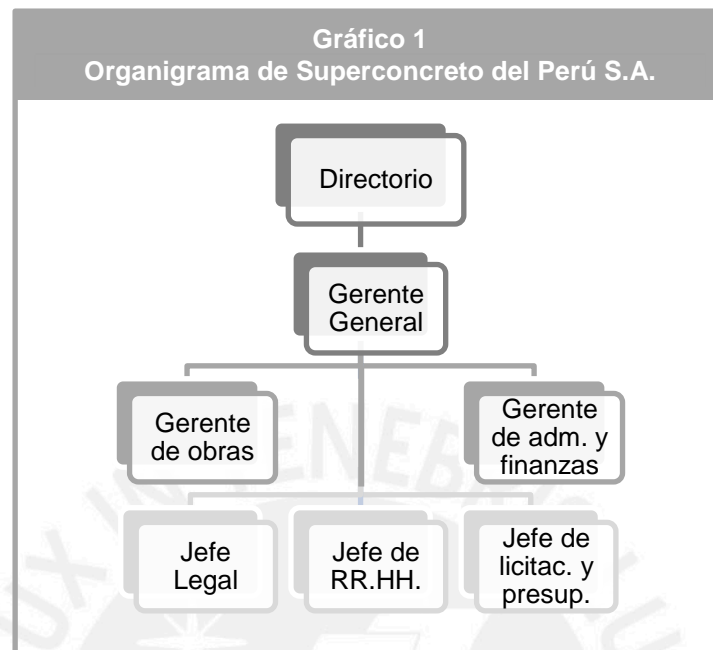 Gráfico 1
Organigrama de Superconcreto del Perú S.A.
Directorio
Gerente
General
Gerente
de obras
Gerente
de adm. y
finanzas
Jefe
Legal
Jefe de
RR.HH.
Jefe de
licitac. y
presup.